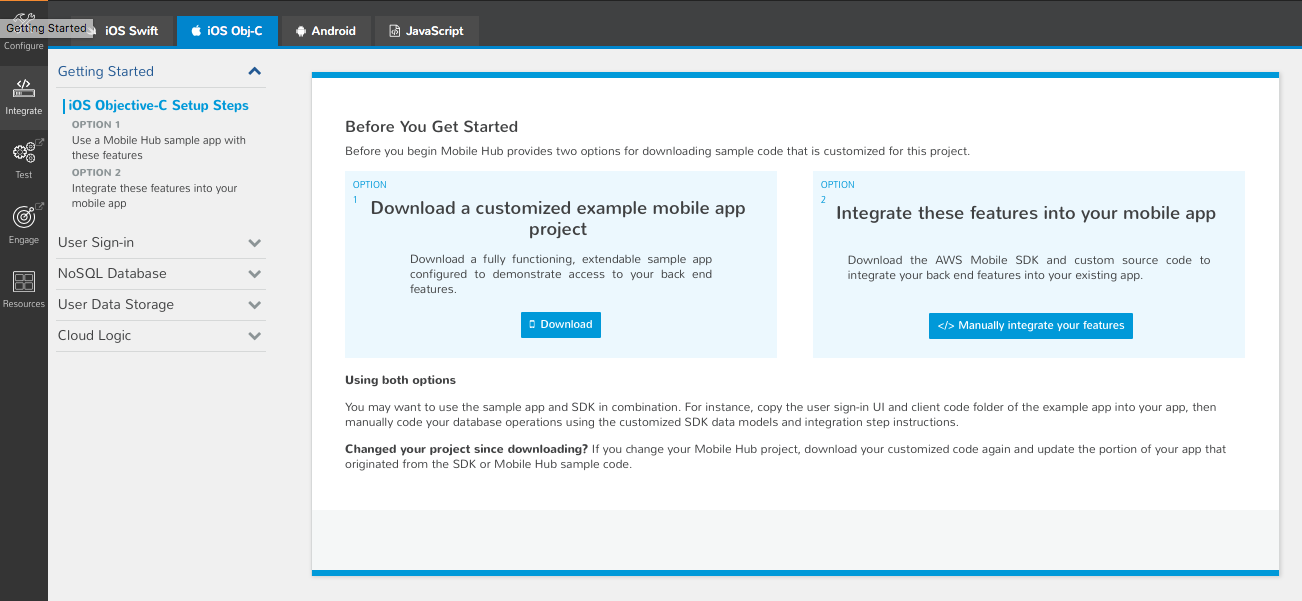 Getting Started
Configure
Integrate
Test
Engage
Resources
iOS Swift
iOS Obj-C
Android
JavaScript
Getting Started
iOS Objective-C Setup Steps
OPTION 1
Use a Mobile Hub sample app with
these features
OPTION 2
Integrate these features into your
mobile app
User Sign-in
NoSQL Database
User Data Storage
Cloud Logic
Before You Get Started
Before you begin Mobile Hub provides two options for downloading sample code that is customized for this project.
OPTION
1
Download a customized example mobile app
project
Download a fully functioning, extendable sample app
configured to demonstrate access to your back end
features.
Download
OPTION
2
Integrate these features into your mobile app
Download the AWS Mobile SDK and custom source code to
integrate your back end features into your existing app.
</> Manually integrate your features
Using both options
You may want to use the sample app and SDK in combination. For instance, copy the user sign-in UI and client code folder of the example app into your app, then
manually code your database operations using the customized SDK data models and integration step instructions.
Changed your project since downloading? If you change your Mobile Hub project, download your customized code again and update the portion of your app that
originated from the SDK or Mobile Hub sample code.